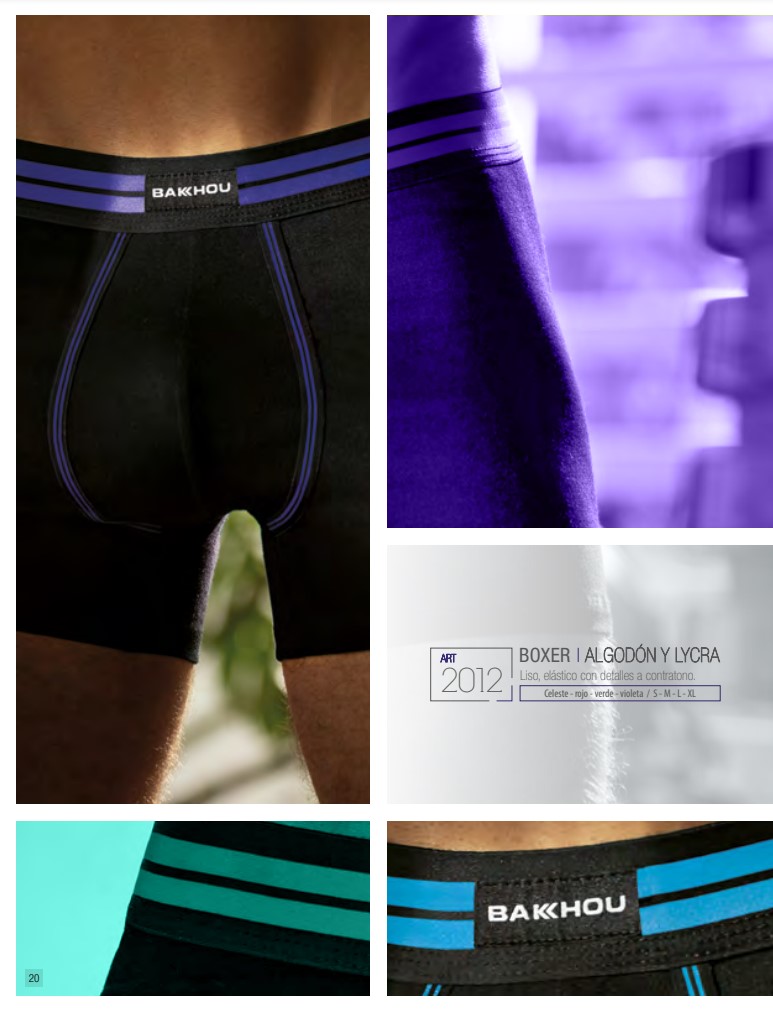 BAKKHOU
ART
2012
BOXER | ALGODÓN Y LYCRA
Liso, elástico con detalles a contratono.
Celeste - rojo - verde - violeta / S - M - L - XL
20
BAKKHOU